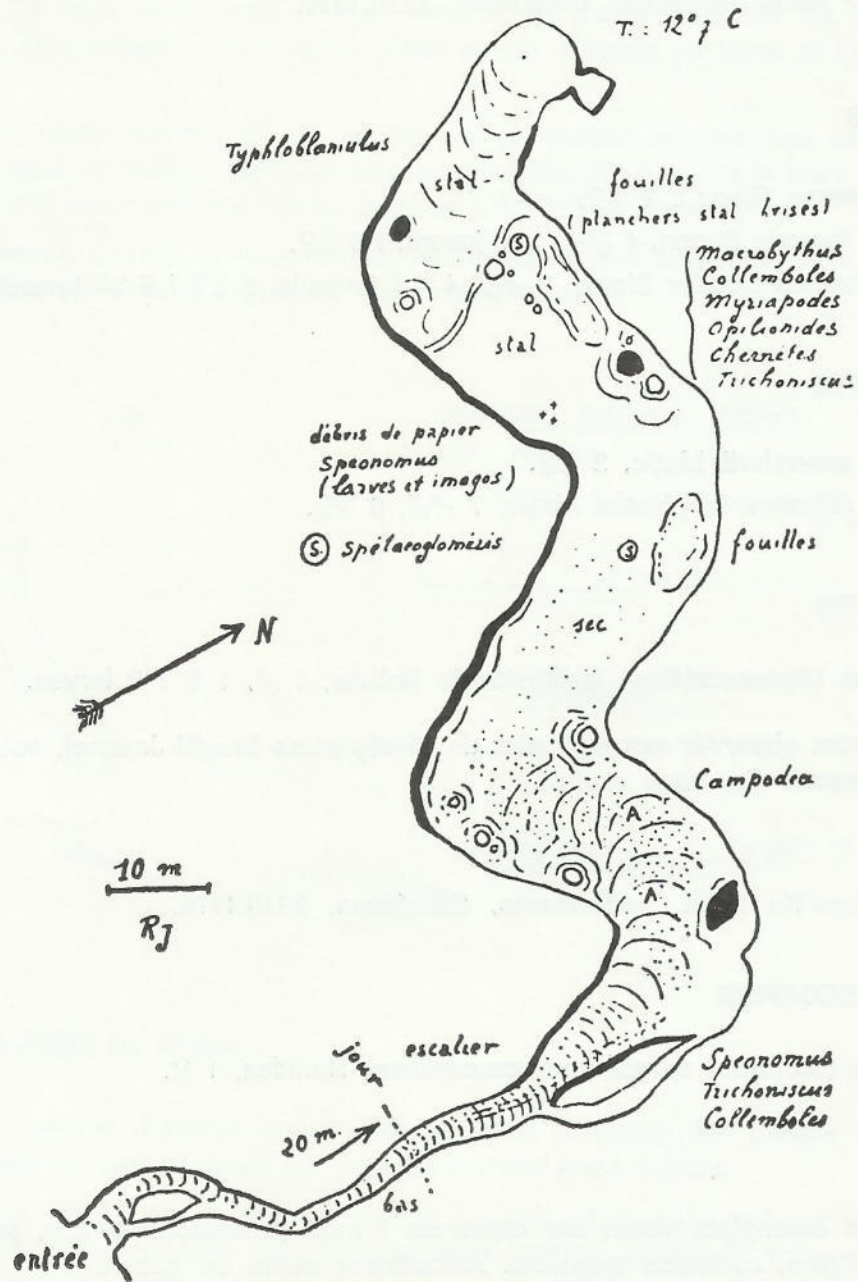 T. : 12°7 C
Typhloblaniulus
stal
fouilles
(planchers stal brisés)
S
Macrobythus
Collemboles
Myriapodes
Opilionides
Chernètes
Trichoniscus
stal
débris de papier
Speonomus
(larves et imagos)
S. Spélaeoglomeris
S
fouilles
sec
N
Campodea
A
A
10 m
RJ
escalier
jour
20 m
bas
Speonomus
Trichoniscus
Collemboles
entrée